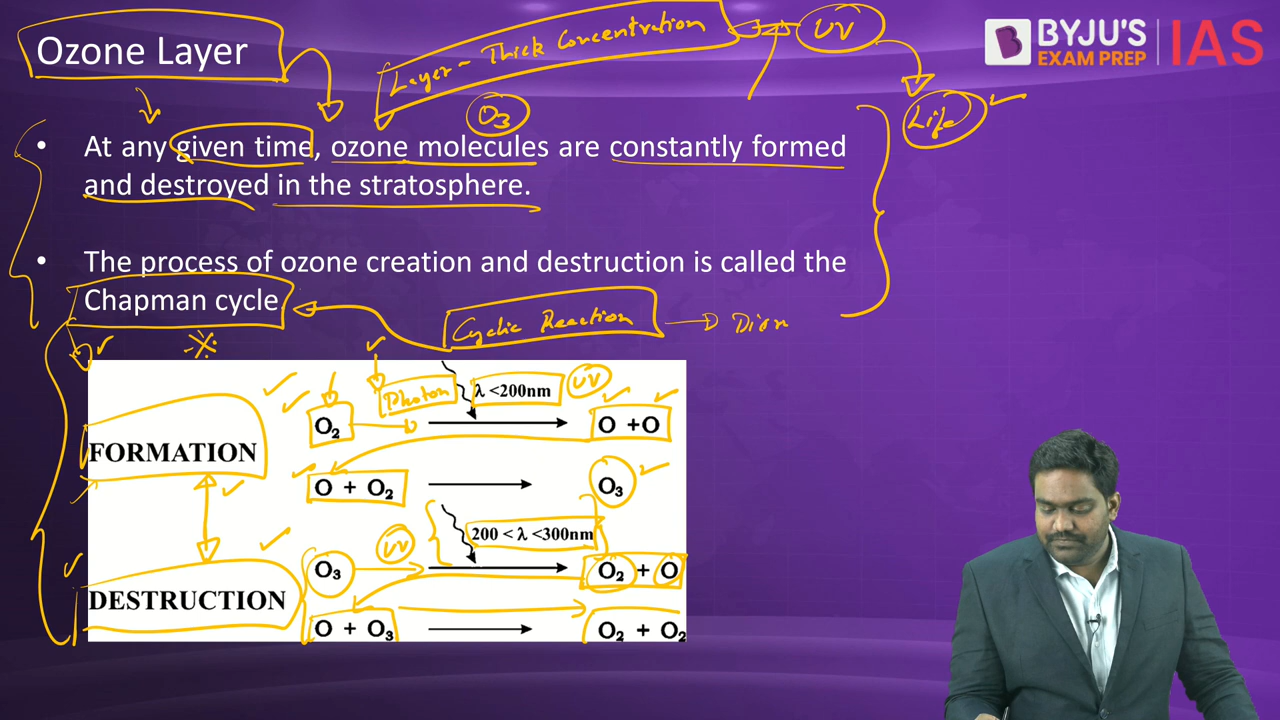 Ozone Layer
Layer - Thick Concentration
UV
BYJU'S
EXAM PREP
IAS
O3
Life
• At any given time, ozone molecules are constantly formed
and destroyed in the stratosphere.
• The process of ozone creation and destruction is called the
Chapman cycle
Cyclic Reaction
Photon
λ <200nm
UV
O₂
O +O
FORMATION
O + O₂
O₃
200 < λ <300nm
UV
O₃
O₂ + O
DESTRUCTION
O + O₃
O₂ + O₂